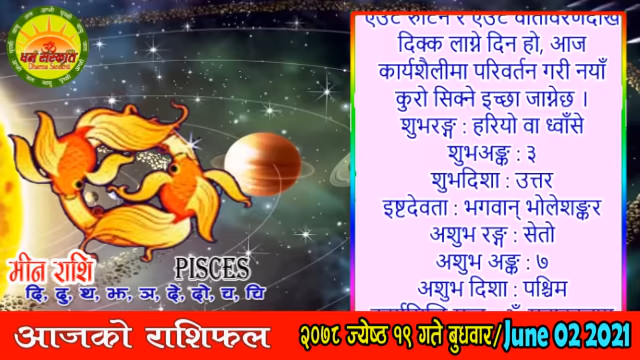 धर्म संस्कृति
Dharma Sanskriti
दिक्क लाग्ने दिन हो, आज
कार्यशैलीमा परिवर्तन गरी नयाँ
कुरो सिक्ने इच्छा जाग्नेछ ।
शुभरङ्ग : हरियो वा ध्वाँसे
शुभअङ्क : ३
शुभदिशा : उत्तर
इष्टदेवता : भगवान् भोलेशङ्कर
अशुभ रङ्ग : सेतो
अशुभ अङ्क : ७
अशुभ दिशा : पश्चिम
मीन राशि
PISCES
दि, दु, थ, झ, ञ, दे, दो, च, चि
आजको राशिफल
२०७८ ज्येष्ठ १९ गते बुधवार/June 02 2021